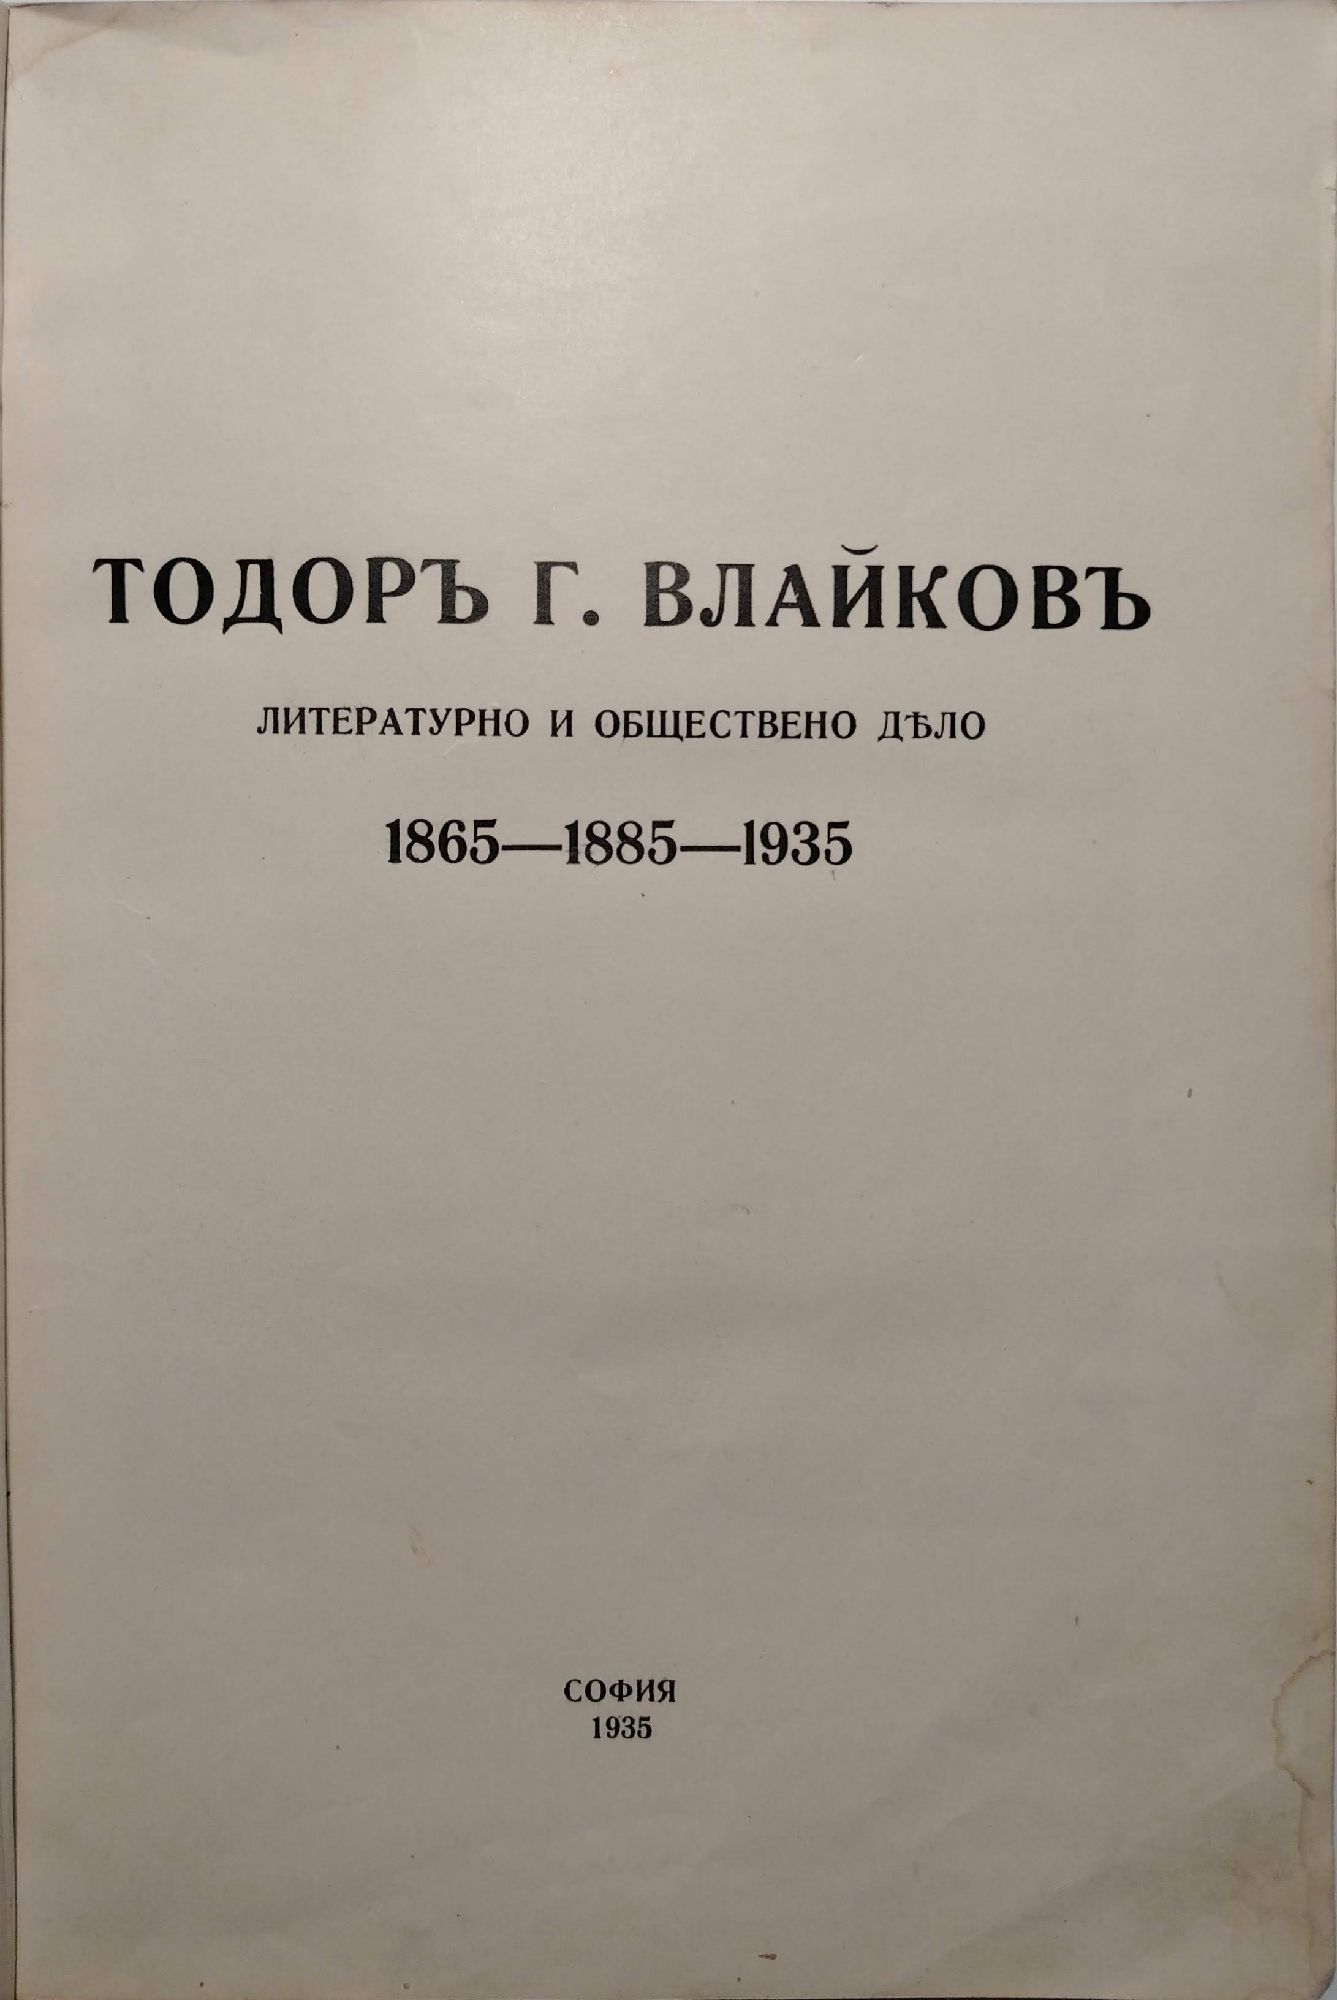 ТОДОРЪ Г. ВЛАЙКОВЪ
ЛИТЕРАТУРНО И ОБЩЕСТВЕНО ДѢЛО
1865—1885—1935
СОФИЯ
1935